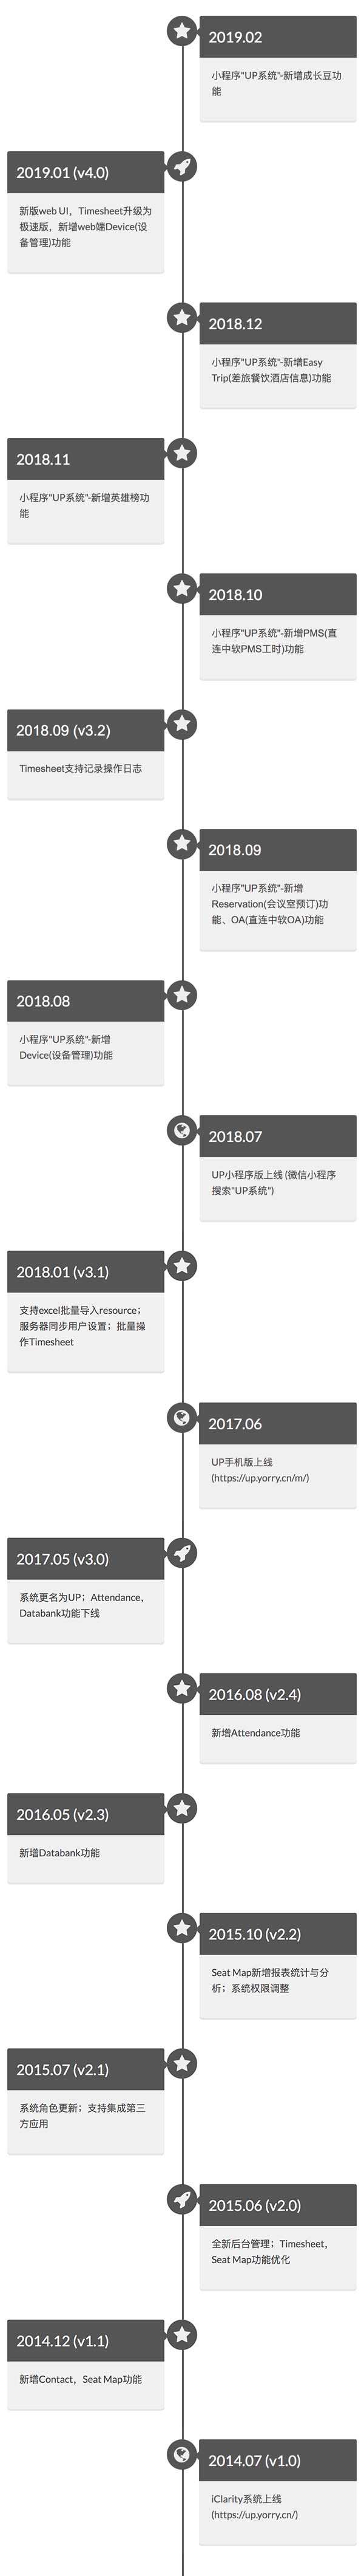 2019.02
小程序"UP系统"-新增成长豆功
能
2019.01 (v4.0)
新版web UI，Timesheet升级为
极速版，新增web端Device(设
备管理)功能
2018.12
小程序"UP系统"-新增Easy
Trip(差旅餐饮酒店信息)功能
2018.11
小程序"UP系统"-新增英雄榜功
能
2018.10
小程序"UP系统"-新增PMS(直
连中软PMS工时)功能
2018.09 (v3.2)
Timesheet支持记录操作日志
2018.09
小程序"UP系统"-新增
Reservation(会议室预订)功
能、OA(直连中软OA)功能
2018.08
小程序"UP系统"-新增
Device(设备管理)功能
2018.07
UP小程序版上线 (微信小程序
搜索"UP系统")
2018.01 (v3.1)
支持excel批量导入resource；
服务器同步用户设置；批量操
作Timesheet
2017.06
UP手机版上线
(https://up.yorry.cn/m/)
2017.05 (v3.0)
系统更名为UP；Attendance，
Databank功能下线
2016.08 (v2.4)
新增Attendance功能
2016.05 (v2.3)
新增Databank功能
2015.10 (v2.2)
Seat Map新增报表统计与分
析；系统权限调整
2015.07 (v2.1)
系统角色更新；支持集成第三
方应用
2015.06 (v2.0)
全新后台管理；Timesheet，
Seat Map功能优化
2014.12 (v1.1)
新增Contact，Seat Map功能
2014.07 (v1.0)
iClarity系统上线
(https://up.yorry.cn/)